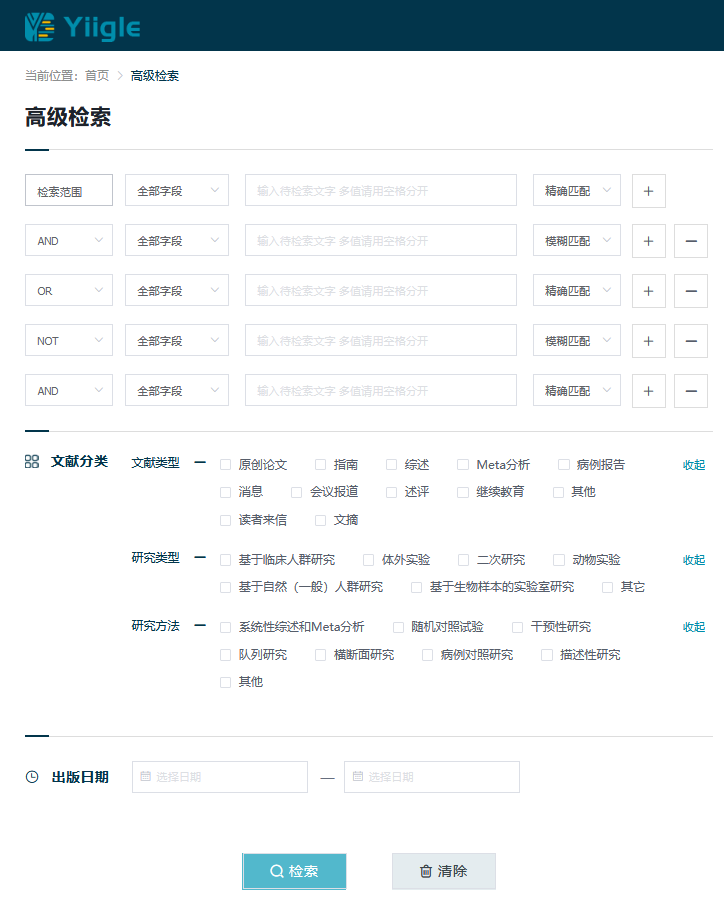 Yiigle
当前位置： 首页 > 高级检索
高级检索
检索范围 全部字段 输入待检索文字 多值请用空格分开 精确匹配 +
AND 全部字段 输入待检索文字 多值请用空格分开 模糊匹配 + —
OR 全部字段 输入待检索文字 多值请用空格分开 精确匹配 + —
NOT 全部字段 输入待检索文字 多值请用空格分开 模糊匹配 + —
AND 全部字段 输入待检索文字 多值请用空格分开 精确匹配 + —
文献分类 文献类型 — 原创论文 指南 综述 Meta分析 病例报告 收起
消息 会议报道 述评 继续教育 其他
读者来信 文摘
研究类型 — 基于临床人群研究 体外实验 二次研究 动物实验 收起
基于自然（一般）人群研究 基于生物样本的实验室研究 其它
研究方法 — 系统性综述和Meta分析 随机对照试验 干预性研究 收起
队列研究 横断面研究 病例对照研究 描述性研究
其他
出版日期 选择日期 — 选择日期
检索 清除